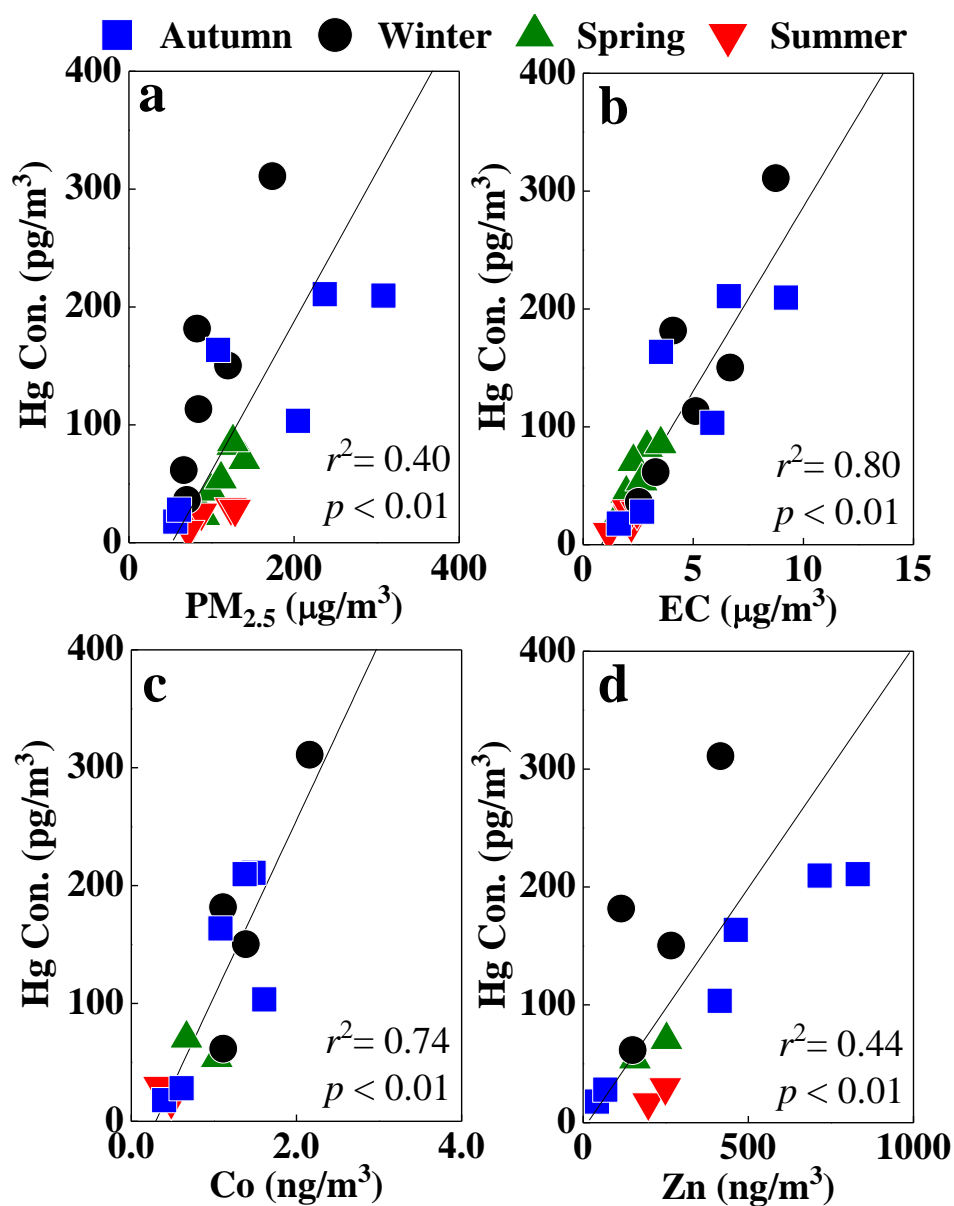 Autumn Winter Spring Summer
a
400
300
200
100
0
Hg Con. (pg/m³)
r² = 0.40
p < 0.01
0 200 400
PM₂.₅ (μg/m³)
b
400
300
200
100
0
Hg Con. (pg/m³)
r² = 0.80
p < 0.01
0 5 10 15
EC (μg/m³)
c
400
300
200
100
0
Hg Con. (pg/m³)
r² = 0.74
p < 0.01
0.0 2.0 4.0
Co (ng/m³)
d
400
300
200
100
0
Hg Con. (pg/m³)
r² = 0.44
p < 0.01
0 500 1000
Zn (ng/m³)